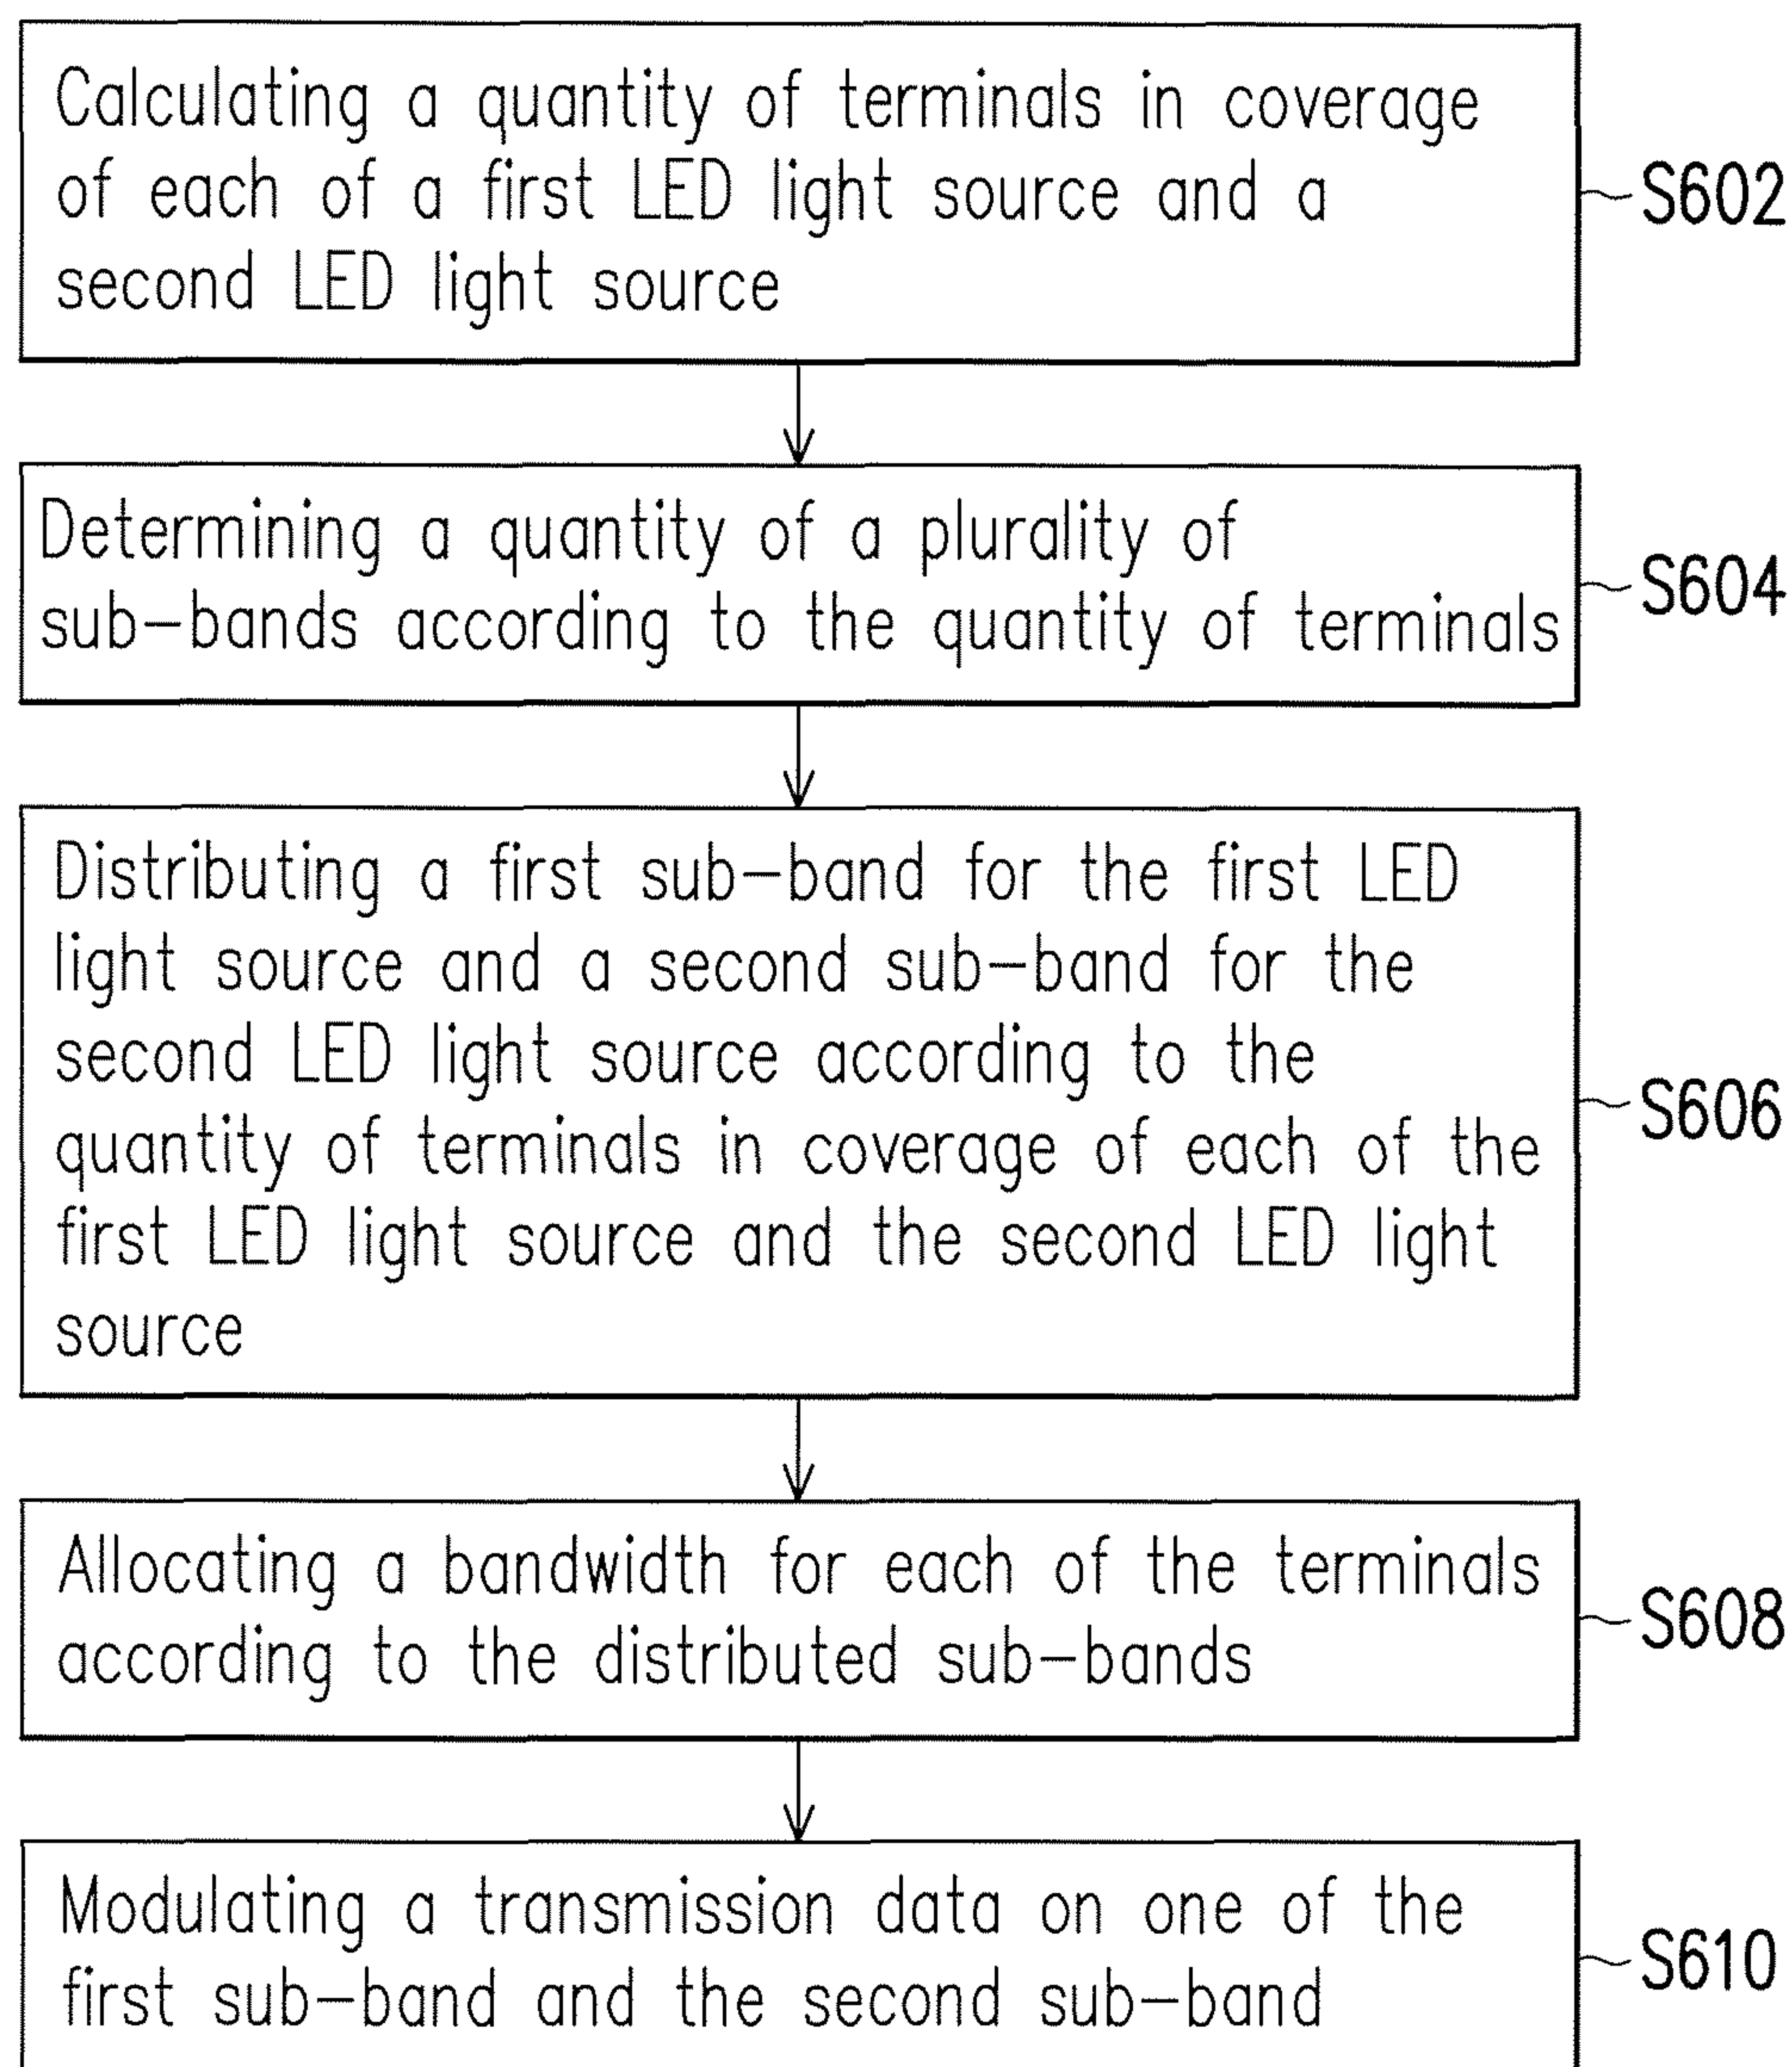 Calculating a quantity of terminals in coverage
of each of a first LED light source and a
second LED light source
S602
Determining a quantity of a plurality of
sub-bands according to the quantity of terminals
S604
Distributing a first sub-band for the first LED
light source and a second sub-band for the
second LED light source according to the
quantity of terminals in coverage of each of the
first LED light source and the second LED light
source
S606
Allocating a bandwidth for each of the terminals
according to the distributed sub-bands
S608
Modulating a transmission data on one of the
first sub-band and the second sub-band
S610